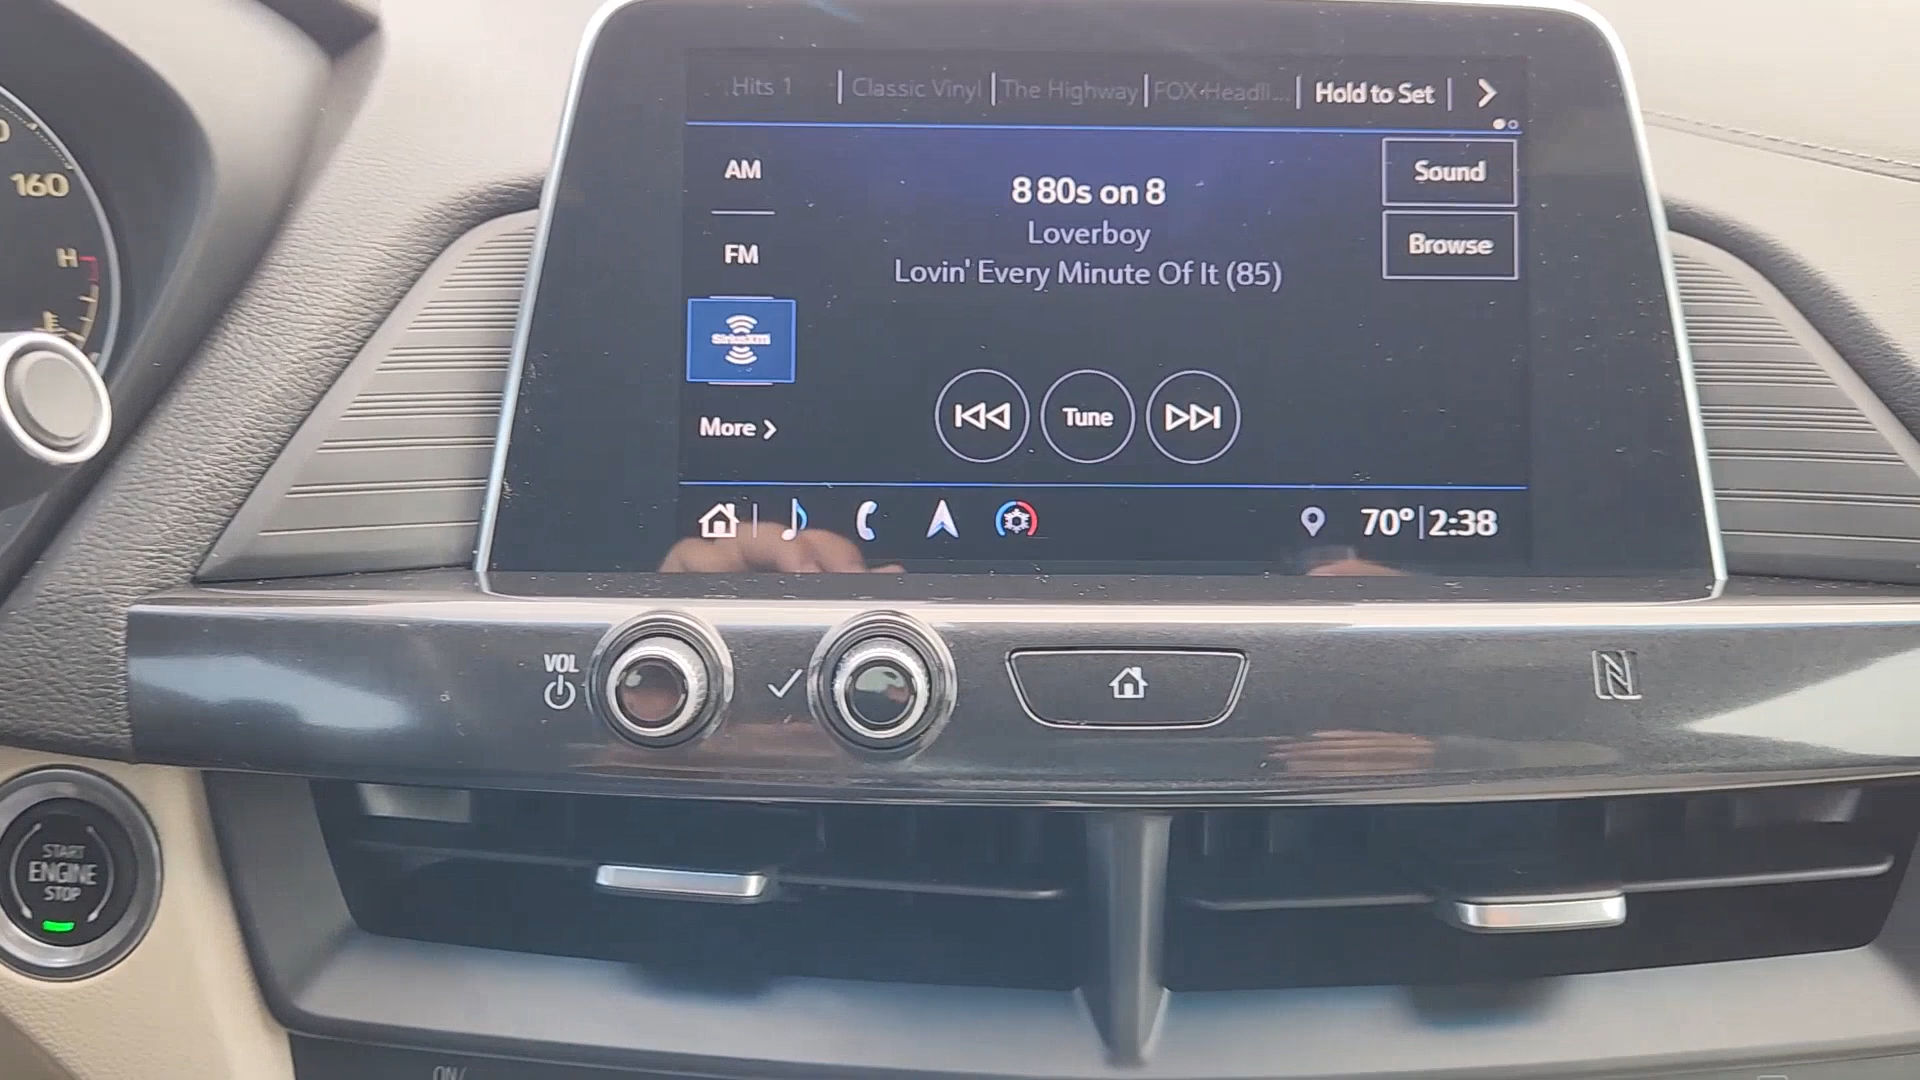 Hits 1 | Classic Vinyl | The Highway | FOX Headli... | Hold to Set |
AM
8 80s on 8
Sound
Loverboy
FM
Browse
Lovin' Every Minute Of It (85)
SiriusXM
Tune
More
70° | 2:38
160
H
VOL
START
ENGINE
STOP
ON/